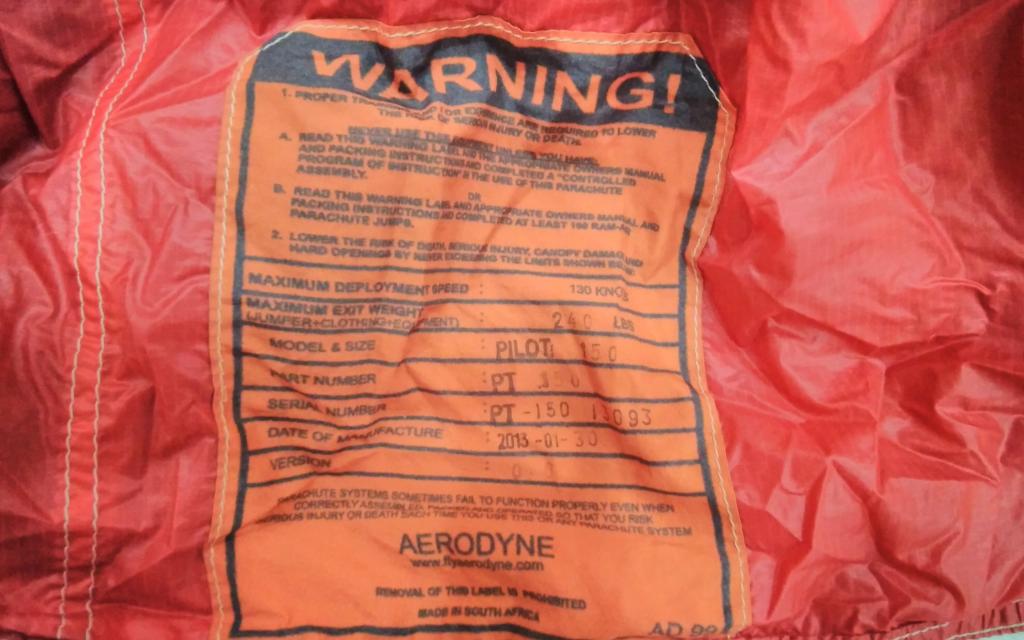 WARNING!
1. PROPER TRAINING OR EXPERIENCE ARE REQUIRED TO LOWER
THE RISK OF SERIOUS INJURY OR DEATH.
NEVER USE THIS UNLESS YOU HAVE:
A. READ THIS WARNING LABEL AND THE APPROPRIATE OWNERS MANUAL
AND PACKING INSTRUCTIONS AND COMPLETED A "CONTROLLED
PROGRAM OF INSTRUCTION" IN THE USE OF THIS PARACHUTE
ASSEMBLY.
OR
B. READ THIS WARNING LABEL AND APPROPRIATE OWNERS MANUAL AND
PACKING INSTRUCTIONS AND COMPLETED AT LEAST 100 RAM-AIR
PARACHUTE JUMPS.
2. LOWER THE RISK OF DEATH, SERIOUS INJURY, CANOPY DAMAGE AND
HARD OPENINGS BY NEVER EXCEEDING THE LIMITS SHOWN BELOW:
MAXIMUM DEPLOYMENT SPEED : 130 KNOTS
MAXIMUM EXIT WEIGHT
(JUMPER+CLOTHING+EQUIPMENT) : 240 LBS
MODEL & SIZE : PILOT 150
PART NUMBER : PT 150
SERIAL NUMBER : PT-150 13093
DATE OF MANUFACTURE : 2013-01-30
VERSION : 0
PARACHUTE SYSTEMS SOMETIMES FAIL TO FUNCTION PROPERLY EVEN WHEN
CORRECTLY ASSEMBLED, PACKED AND OPERATED SO THAT YOU RISK
SERIOUS INJURY OR DEATH EACH TIME YOU USE THIS OR ANY PARACHUTE SYSTEM
AERODYNE
www.flyaerodyne.com
REMOVAL OF THIS LABEL IS PROHIBITED
MADE IN SOUTH AFRICA
AD 99